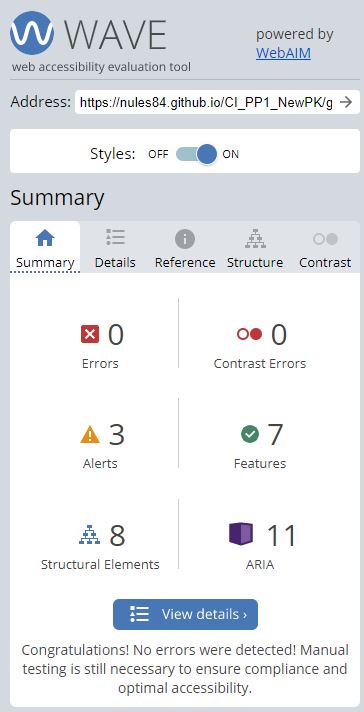 WAVE
web accessibility evaluation tool
powered by
WebAIM
Address: https://nules84.github.io/CI_PP1_NewPK/g
Styles: OFF ON
Summary
Summary Details Reference Structure Contrast
0 0
Errors Contrast Errors
3 7
Alerts Features
8 11
Structural Elements ARIA
View details ›
Congratulations! No errors were detected! Manual
testing is still necessary to ensure compliance and
optimal accessibility.